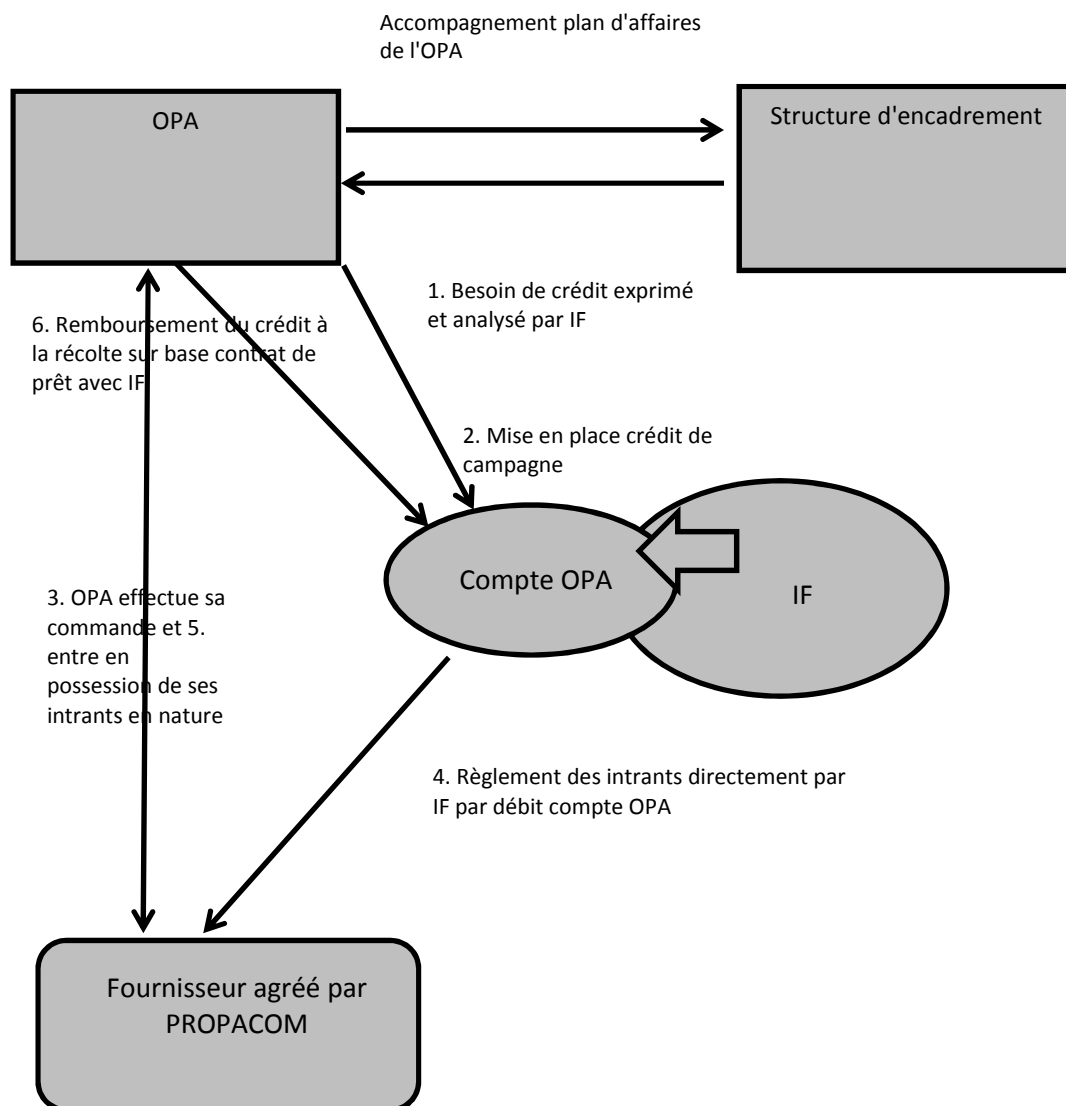 Accompagnement plan d'affaires
de l'OPA
OPA
Structure d'encadrement
1. Besoin de crédit exprimé
et analysé par IF
6. Remboursement du crédit à
la récolte sur base contrat de
prêt avec IF
2. Mise en place crédit de
campagne
Compte OPA
IF
3. OPA effectue sa
commande et 5.
entre en
possession de ses
intrants en nature
4. Règlement des intrants directement par
IF par débit compte OPA
Fournisseur agréé par
PROPACOM